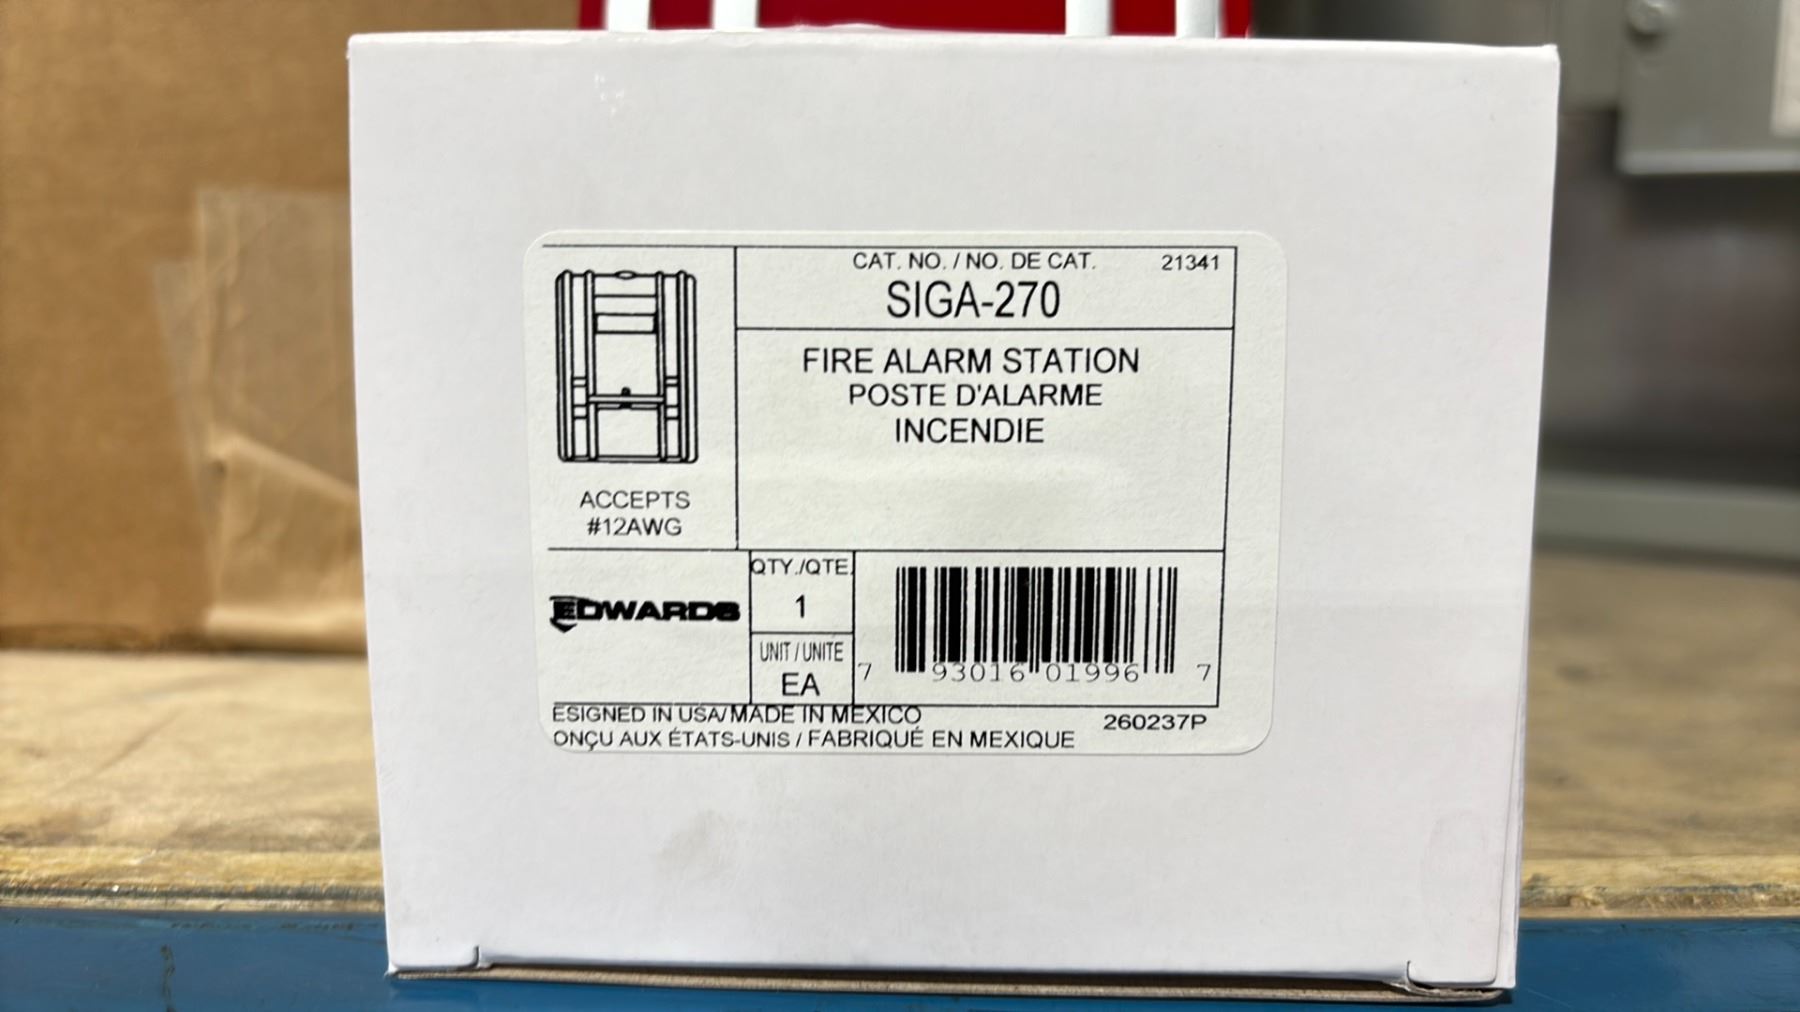 CAT. NO. / NO. DE CAT. 21341
SIGA-270
FIRE ALARM STATION
POSTE D'ALARME
INCENDIE
ACCEPTS
#12AWG
EDWARDS
QTY./QTE.
1
UNIT / UNITE
EA
7 93016 01996 7
ESIGNED IN USA/ MADE IN MEXICO
ONÇU AUX ÉTATS-UNIS / FABRIQUÉ EN MEXIQUE
260237P